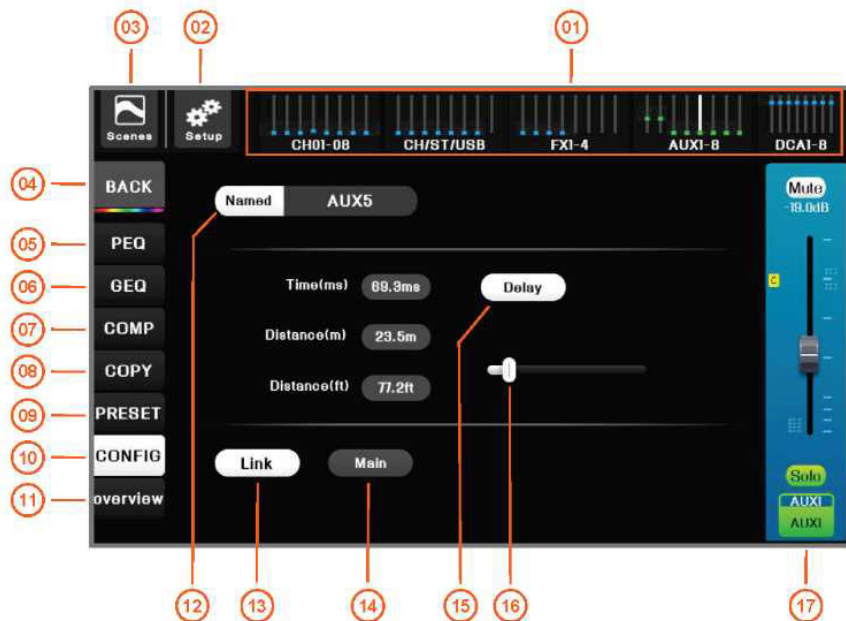 03 02 01
Scenes Setup
CH01-08 CH/ST/USB FX1-4 AUX1-8 DCA1-8
04 BACK
Named AUX5
Mute
-19.0dB
05 PEQ
06 GEQ
Time(ms) 69.3ms Delay
C
07 COMP
Distance(m) 23.5m
08 COPY
Distance(ft) 77.2ft
09 PRESET
10 CONFIG
Link Main
11 overview
Solo
AUX1
AUX1
12 13 14 15 16 17